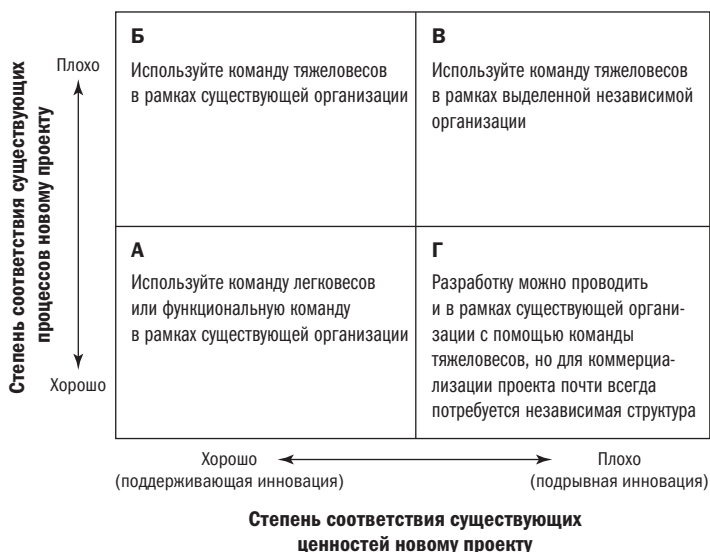 Степень соответствия существующих
процессов новому проекту
Плохо
Хорошо
Б
Используйте команду тяжеловесов
в рамках существующей организации
В
Используйте команду тяжеловесов
в рамках выделенной независимой
организации
А
Используйте команду легковесов
или функциональную команду
в рамках существующей организации
Г
Разработку можно проводить
и в рамках существующей органи-
зации с помощью команды
тяжеловесов, но для коммерциа-
лизации проекта почти всегда
потребуется независимая структура
Хорошо
(поддерживающая инновация)
Плохо
(подрывная инновация)
Степень соответствия существующих
ценностей новому проекту